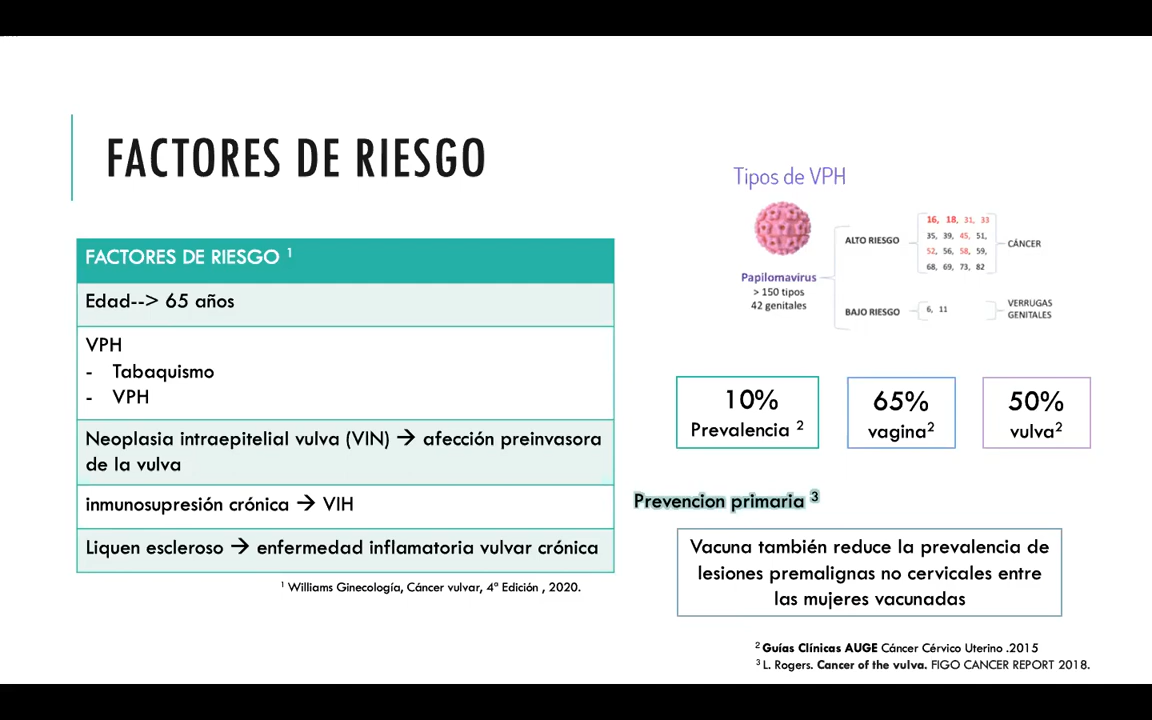 FACTORES DE RIESGO
FACTORES DE RIESGO ¹
Edad--> 65 años
VPH
- Tabaquismo
- VPH
Neoplasia intraepitelial vulva (VIN) → afección preinvasora
de la vulva
inmunosupresión crónica → VIH
Liquen escleroso → enfermedad inflamatoria vulvar crónica
¹ Williams Ginecología, Cáncer vulvar, 4ª Edición , 2020.
Tipos de VPH
Papilomavirus
> 150 tipos
42 genitales
ALTO RIESGO
16, 18, 31, 33
35, 39, 45, 51,
52, 56, 58, 59,
68, 69, 73, 82
CÁNCER
BAJO RIESGO
6, 11
VERRUGAS
GENITALES
10%
Prevalencia ²
65%
vagina²
50%
vulva²
Prevencion primaria ³
Vacuna también reduce la prevalencia de
lesiones premalignas no cervicales entre
las mujeres vacunadas
² Guías Clínicas AUGE Cáncer Cérvico Uterino .2015
³ L. Rogers. Cancer of the vulva. FIGO CANCER REPORT 2018.